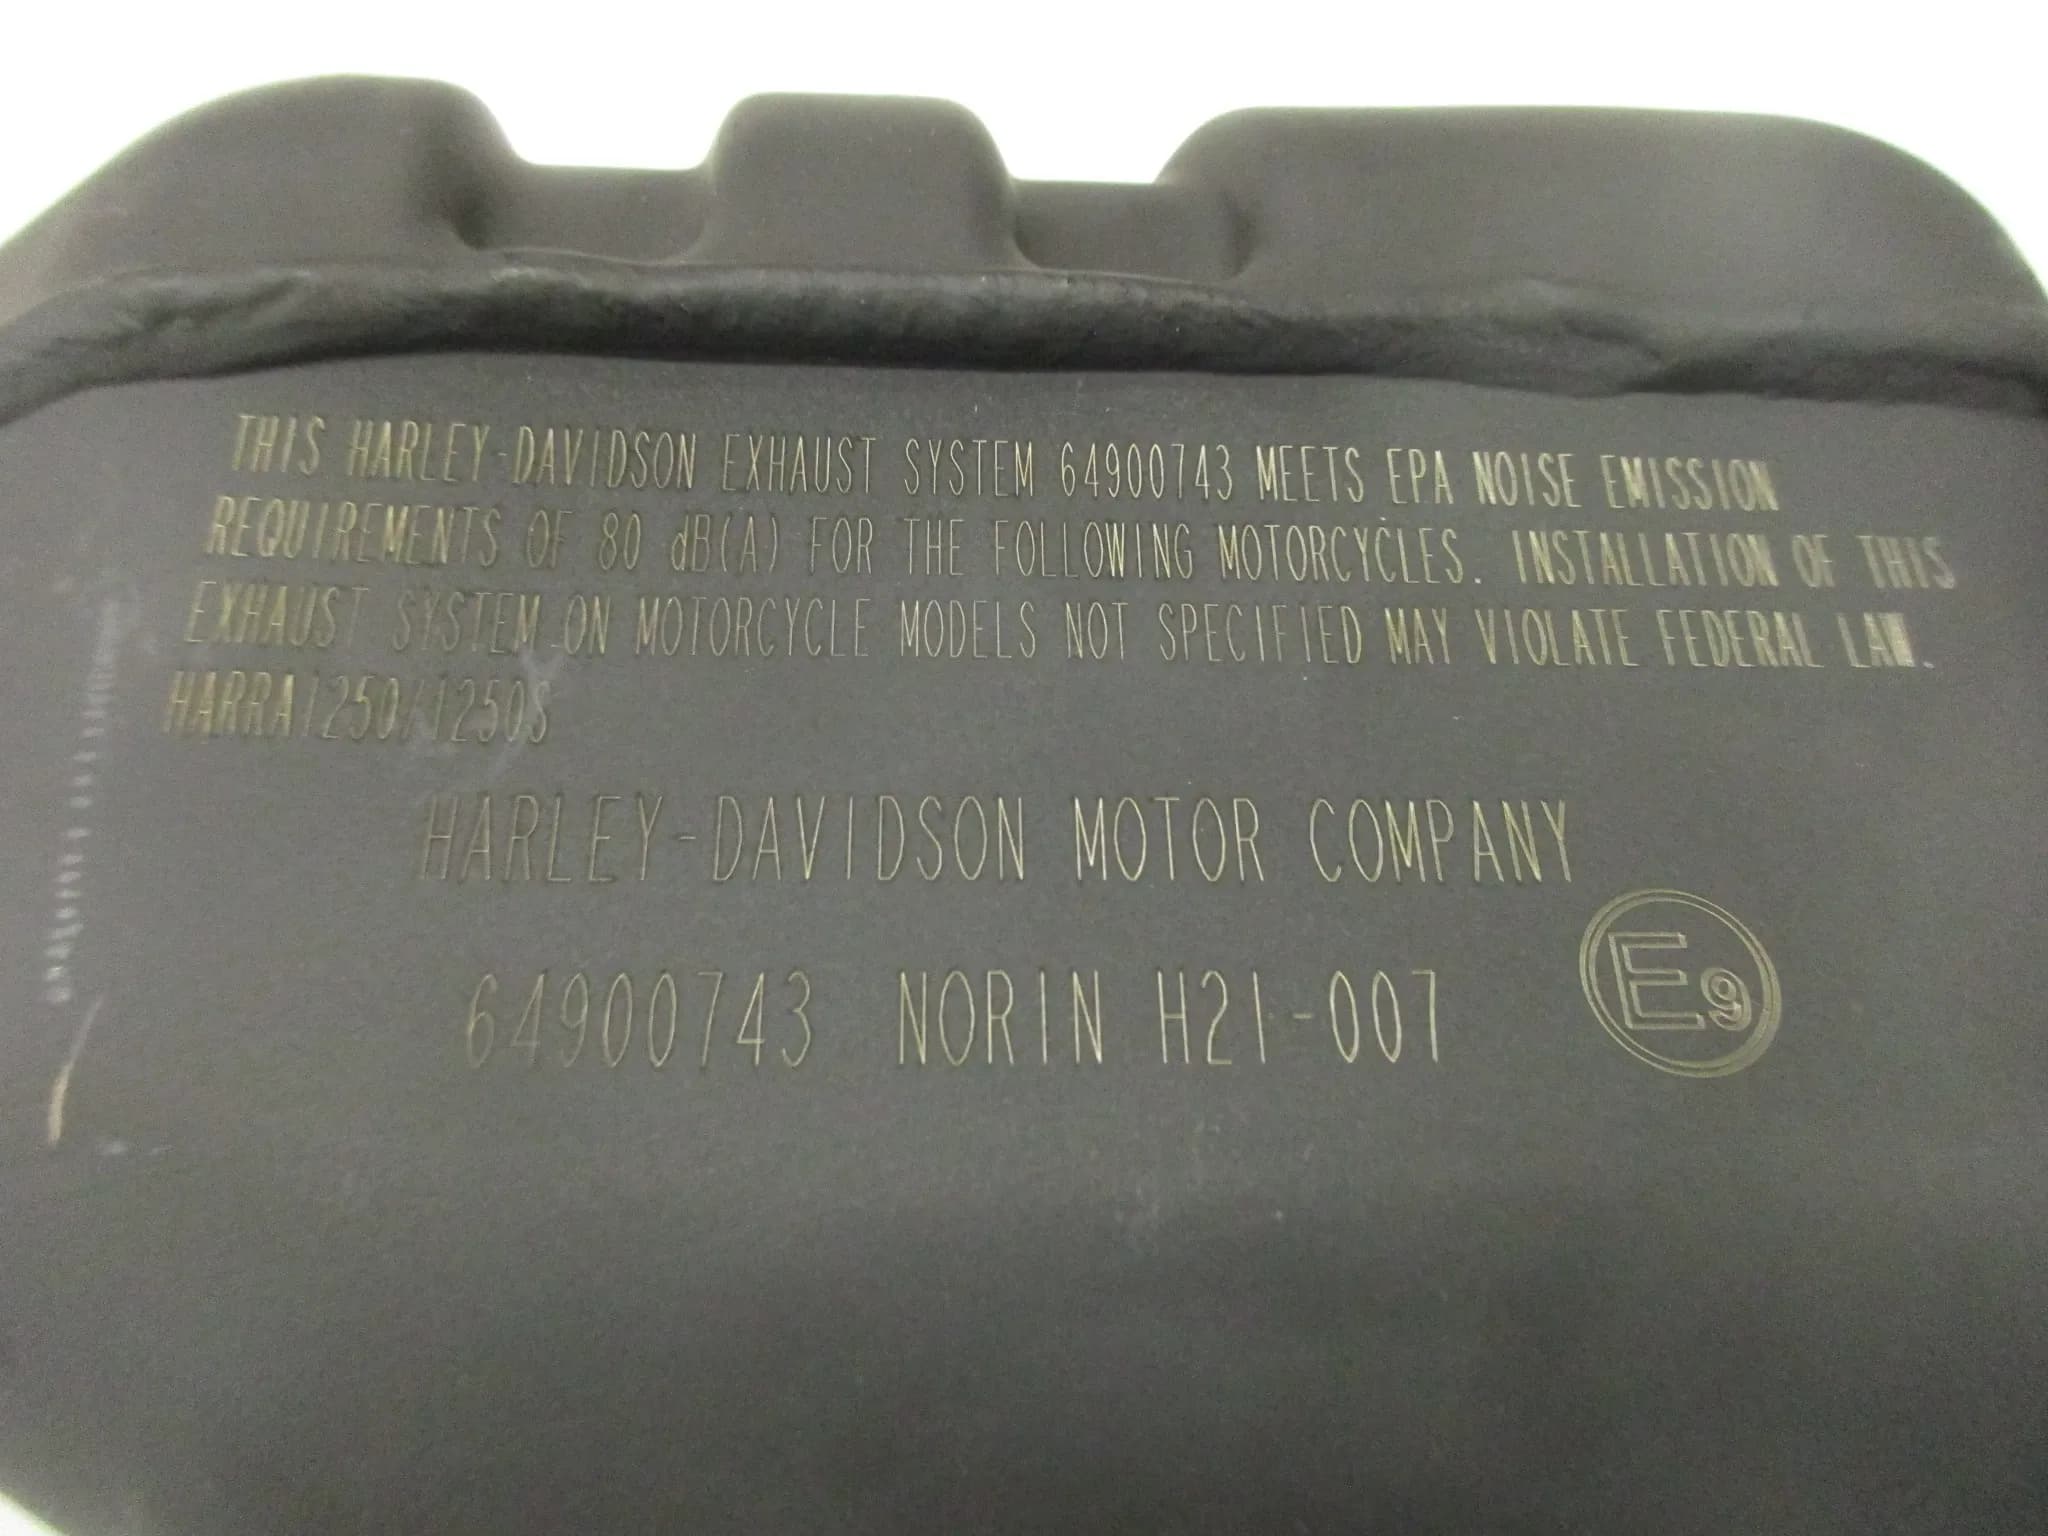 THIS HARLEY-DAVIDSON EXHAUST SYSTEM 64900743 MEETS EPA NOISE EMISSION
REQUIREMENTS OF 80 dB(A) FOR THE FOLLOWING MOTORCYCLES. INSTALLATION OF THIS
EXHAUST SYSTEM ON MOTORCYCLE MODELS NOT SPECIFIED MAY VIOLATE FEDERAL LAW.
HARRA1250/1250S
HARLEY-DAVIDSON MOTOR COMPANY
64900743 NORIN H21-007 E9